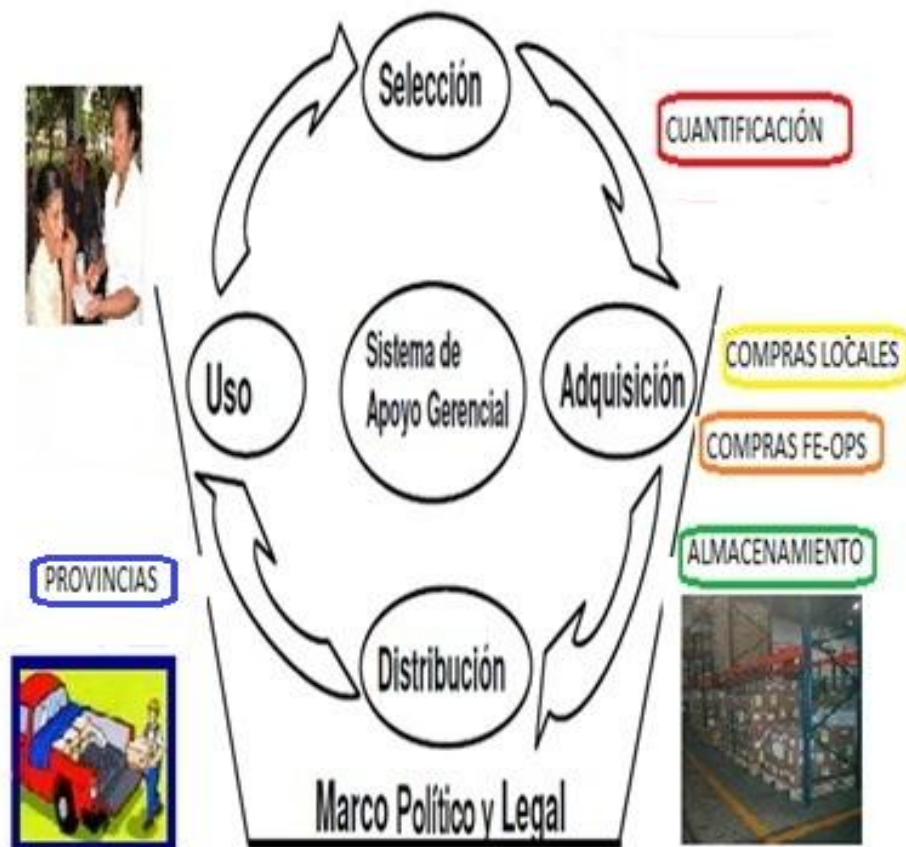 Selección
CUANTIFICACIÓN
Uso
Sistema de
Apoyo Gerencial
Adquisición
COMPRAS LOCALES
COMPRAS FE-OPS
PROVINCIAS
ALMACENAMIENTO
Distribución
Marco Político y Legal